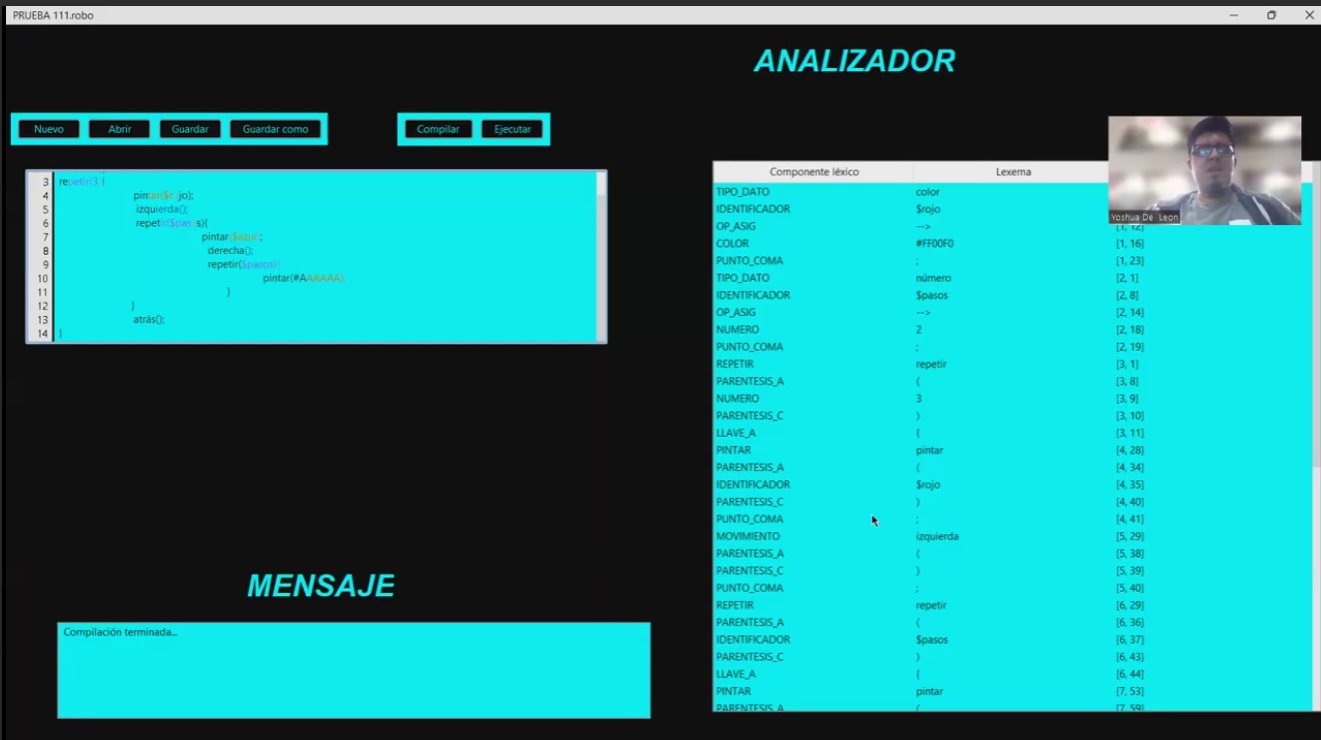 PRUEBA 111.robo
ANALIZADOR
Nuevo Abrir Guardar Guardar como Compilar Ejecutar
3 repetir(3 {
4 pintar($r jo);
5 izquierda();
6 repetir($pas s){
7 pintar($azul ;
8 derecha();
9 repetir($pasos)
10 pintar(#AAAAAA)
11 }
12 }
13 atrás();
14 }
MENSAJE
Compilación terminada...
Componente léxico Lexema
TIPO_DATO color
IDENTIFICADOR $rojo
OP_ASIG --> [1, 12]
COLOR #FF00F0 [1, 16]
PUNTO_COMA ; [1, 23]
TIPO_DATO número [2, 1]
IDENTIFICADOR $pasos [2, 8]
OP_ASIG --> [2, 14]
NUMERO 2 [2, 18]
PUNTO_COMA ; [2, 19]
REPETIR repetir [3, 1]
PARENTESIS_A ( [3, 8]
NUMERO 3 [3, 9]
PARENTESIS_C ) [3, 10]
LLAVE_A { [3, 11]
PINTAR pintar [4, 28]
PARENTESIS_A ( [4, 34]
IDENTIFICADOR $rojo [4, 35]
PARENTESIS_C ) [4, 40]
PUNTO_COMA ; [4, 41]
MOVIMIENTO izquierda [5, 29]
PARENTESIS_A ( [5, 38]
PARENTESIS_C ) [5, 39]
PUNTO_COMA ; [5, 40]
REPETIR repetir [6, 29]
PARENTESIS_A ( [6, 36]
IDENTIFICADOR $pasos [6, 37]
PARENTESIS_C ) [6, 43]
LLAVE_A { [6, 44]
PINTAR pintar [7, 53]
PARENTESIS_A ( [7, 59]
Yoshua De Leon